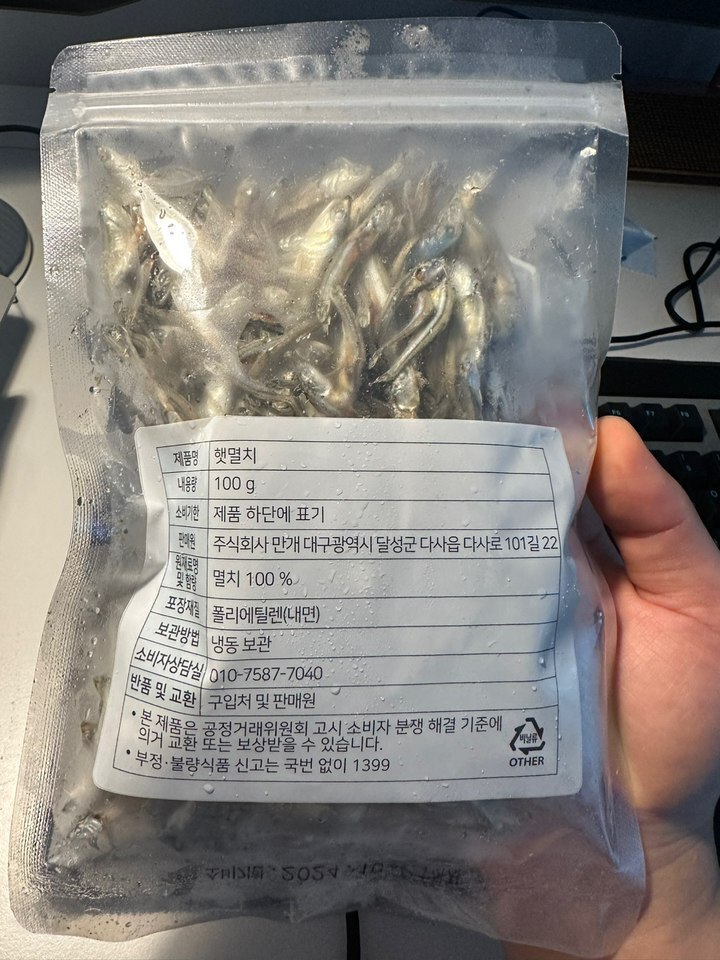 제품명 햇멸치
내용량 100 g
소비기한 제품 하단에 표기
판매원 주식회사 만개 대구광역시 달성군 다사읍 다사로 101길 22
원재료명
및 함량 멸치 100 %
포장재질 폴리에틸렌(내면)
보관방법 냉동 보관
소비자상담실 010-7587-7040
반품 및 교환 구입처 및 판매원
• 본 제품은 공정거래위원회 고시 소비자 분쟁 해결 기준에
의거 교환 또는 보상받을 수 있습니다.
• 부정·불량식품 신고는 국번 없이 1399
비닐류
OTHER
소비기한 : 2024